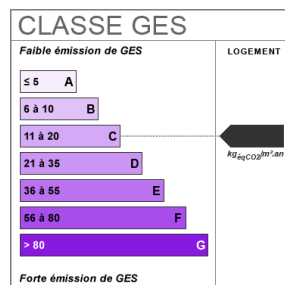 CLASSE GES
Faible émission de GES
LOGEMENT
≤ 5 A
6 à 10 B
11 à 20 C
21 à 35 D
36 à 55 E
56 à 80 F
> 80 G
kgéqCO2/m².an
Forte émission de GES